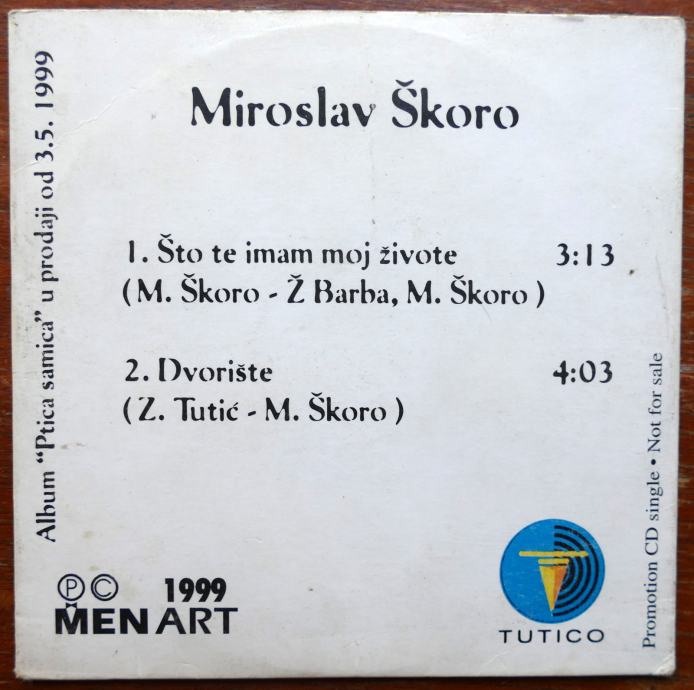 Miroslav Škoro
1. Što te imam moj živote 3:13
(M. Škoro - Ž Barba, M. Škoro)
2. Dvorište 4:03
(Z. Tutić - M. Škoro)
Album “Ptica samica” u prodaji od 3.5. 1999
Promotion CD single • Not for sale
Ⓟ © 1999
MENART
TUTICO